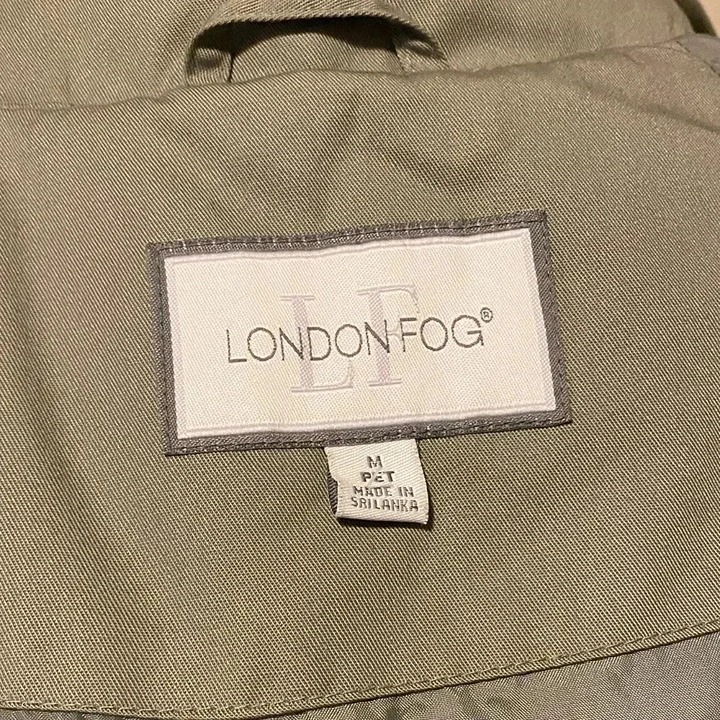 LF
LONDON FOG®
M
PET
MADE IN
SRI LANKA